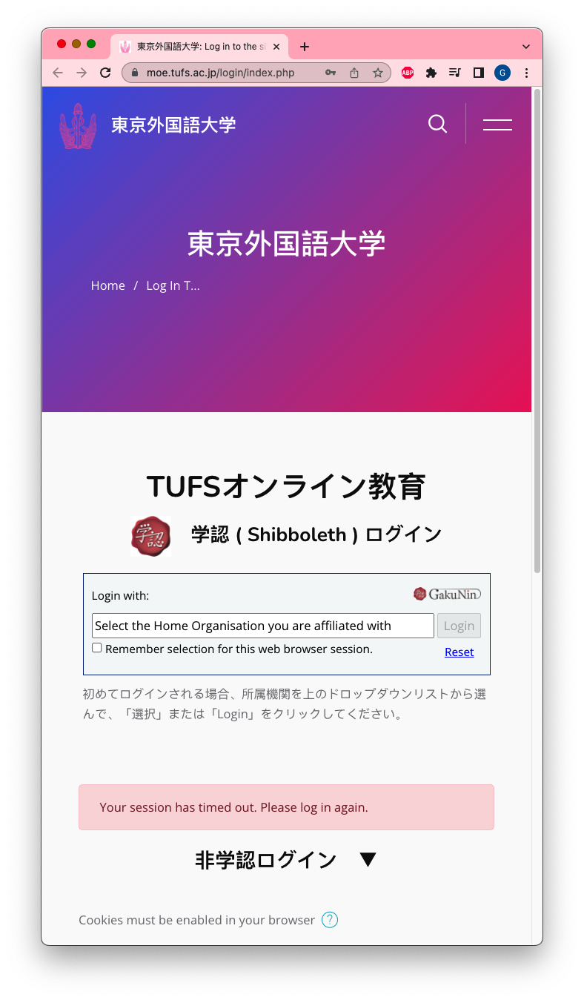 東京外国語大学: Log in to the si
moe.tufs.ac.jp/login/index.php
ABP
G
東京外国語大学
東京外国語大学
Home / Log In T...
TUFSオンライン教育
学認
学認 ( Shibboleth ) ログイン
Login with:
GakuNin
Select the Home Organisation you are affiliated with
Login
Remember selection for this web browser session.
Reset
初めてログインされる場合、所属機関を上のドロップダウンリストから選
んで、「選択」または「Login」をクリックしてください。
Your session has timed out. Please log in again.
非学認ログイン ▼
Cookies must be enabled in your browser ?